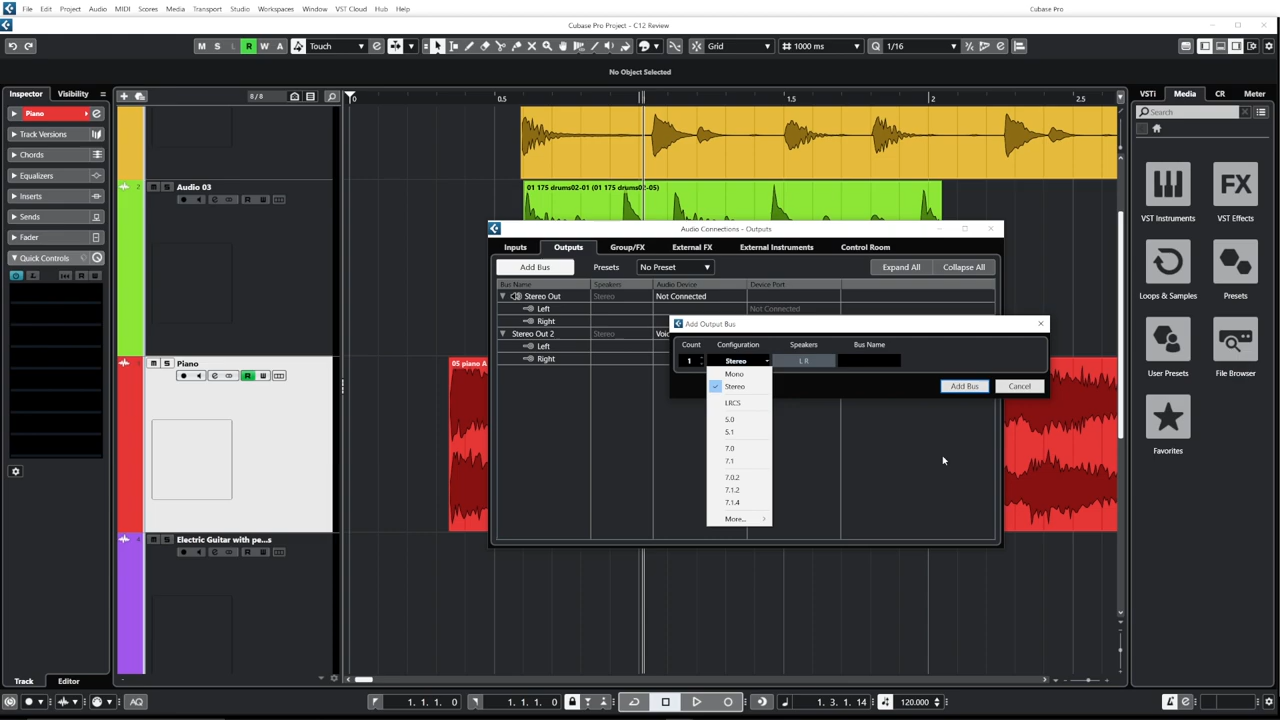 File Edit Project Audio MIDI Scores Media Transport Studio Workspaces Window VST Cloud Hub Help Cubase Pro
Cubase Pro Project - C12 Review
M S L R W A Touch Grid 1000 ms Q 1/16
No Object Selected
Inspector Visibility
8/8
0 0.5 1.5 2 2.5
VSTi Media CR Meter
Piano
Search
Track Versions
Chords
Equalizers
Inserts
Sends
Fader
Quick Controls
2 M S Audio 03
R
01 175 drums02-01 (01 175 drums02-05)
M S Piano
R
05 piano A
4 M S Electric Guitar with pe...s
R
Audio Connections - Outputs
Inputs Outputs Group/FX External FX External Instruments Control Room
Add Bus Presets No Preset Expand All Collapse All
Bus Name Speakers Audio Device Device Port
Stereo Out Stereo Not Connected
Left Not Connected
Right
Stereo Out 2 Stereo Voic
Left
Right
Add Output Bus
Count Configuration Speakers Bus Name
1 Stereo L R
Add Bus Cancel
Mono
Stereo
LRCS
5.0
5.1
7.0
7.1
7.0.2
7.1.2
7.1.4
More...
VST Instruments VST Effects
Loops & Samples Presets
User Presets File Browser
Favorites
Track Editor
AQ 1. 1. 1. 0 1. 1. 1. 0 1. 3. 1. 14 120.000